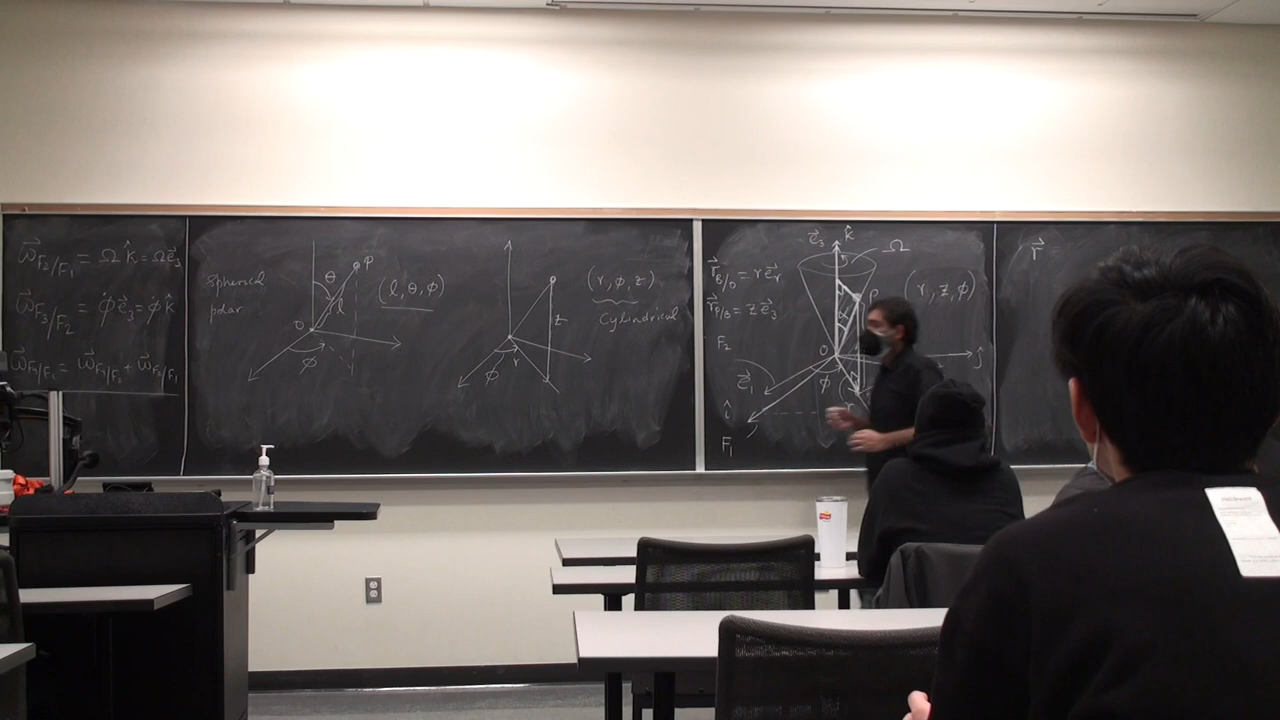 ω⃗_{F₂/F₁} = Ω k̂ = Ω e⃗₃
ω⃗_{F₃/F₂} = φ̇ e⃗₃ = φ̇ k̂
ω⃗_{F₃/F₁} = ω⃗_{F₃/F₂} + ω⃗_{F₂/F₁}
Spherical
polar
θ
P
l
O
φ
(l, θ, φ)
z
r
φ
(r, φ, z)
Cylindrical
r⃗_{B/O} = r e⃗_r
r⃗_{P/B} = z e⃗₃
F₂
e⃗₁
î
F₁
e⃗₃
k̂
Ω
α
P
O
φ
r
ĵ
(r, z, φ)
r⃗ =